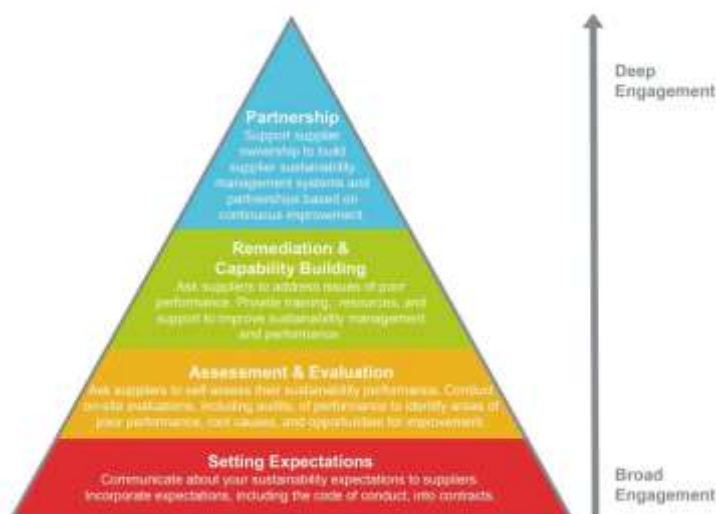 Partnership
Support supplier
ownership to build
supplier sustainability
management systems and
partnerships based on
continuous improvement
Remediation &
Capability Building
Ask suppliers to address issues of poor
performance. Provide training, resources, and
support to improve sustainability management
and performance
Assessment & Evaluation
Ask suppliers to self assess their sustainability performance. Conduct
on-site evaluations, including audits, of performance to identify areas of
poor performance, root causes, and opportunities for improvement
Setting Expectations
Communicate about your sustainability expectations to suppliers.
Incorporate expectations, including the code of conduct, into contracts.
Deep
Engagement
Broad
Engagement